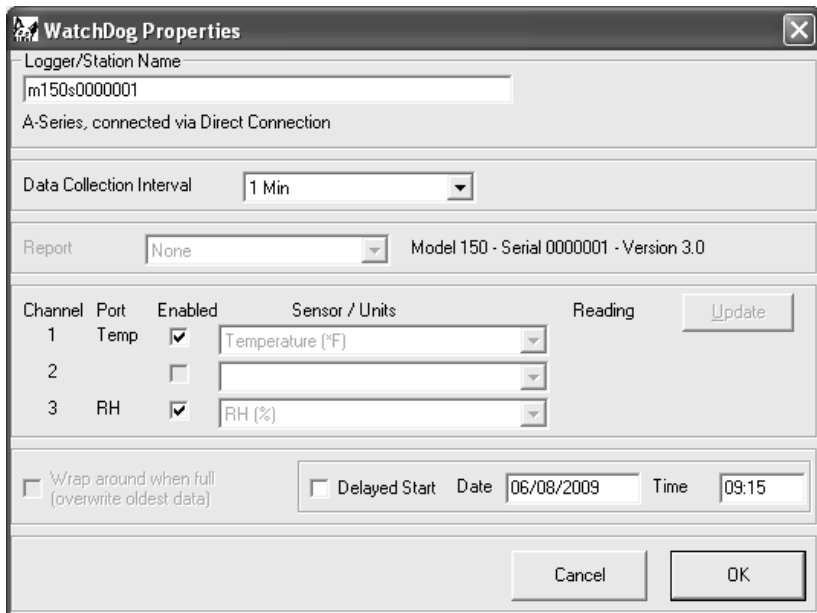 WatchDog Properties
Logger/Station Name
m150s0000001
A-Series, connected via Direct Connection
Data Collection Interval 1 Min
Report None Model 150 - Serial 0000001 - Version 3.0
Channel Port Enabled Sensor / Units Reading Update
1 Temp Temperature (°F)
2
3 RH RH (%)
Wrap around when full
(overwrite oldest data)
Delayed Start Date 06/08/2009 Time 09:15
Cancel OK